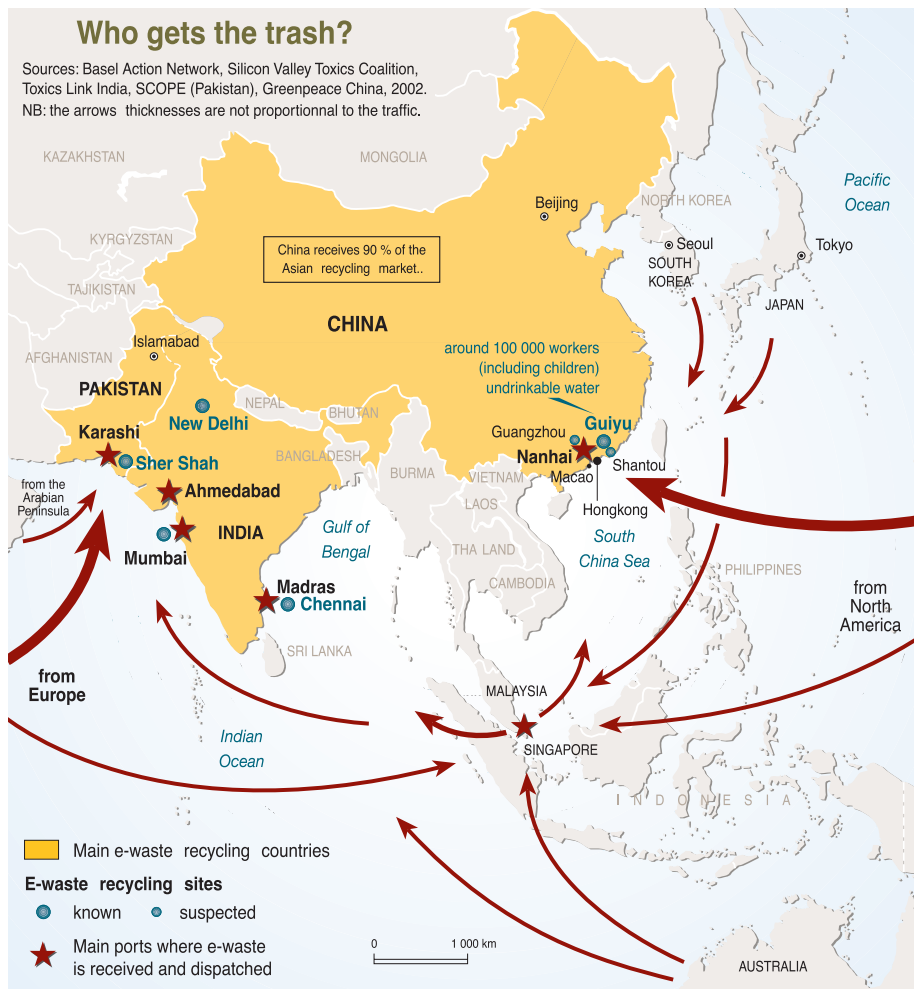 Who gets the trash?
Sources: Basel Action Network, Silicon Valley Toxics Coalition,
Toxics Link India, SCOPE (Pakistan), Greenpeace China, 2002.
NB: the arrows thicknesses are not proportionnal to the traffic.
KAZAKHSTAN
MONGOLIA
Pacific
Ocean
NORTH KOREA
Beijing
KYRGYZSTAN
Seoul
Tokyo
China receives 90 % of the
Asian recycling market..
SOUTH
KOREA
TAJIKISTAN
JAPAN
CHINA
Islamabad
AFGHANISTAN
around 100 000 workers
(including children)
undrinkable water
PAKISTAN
NEPAL
BHUTAN
New Delhi
Guiyu
Karashi
Guangzhou
BANGLADESH
Nanhai
Sher Shah
Shantou
BURMA
VIETNAM
Macao
from the
Arabian
Peninsula
Ahmedabad
LAOS
Hongkong
INDIA
Gulf of
Bengal
South
China Sea
Mumbai
THA LAND
PHILIPPINES
CAMBODIA
Madras
Chennai
from
North
America
SRI LANKA
from
Europe
MALAYSIA
Indian
Ocean
SINGAPORE
INDONESIA
Main e-waste recycling countries
E-waste recycling sites
known
suspected
Main ports where e-waste
is received and dispatched
0
1 000 km
AUSTRALIA